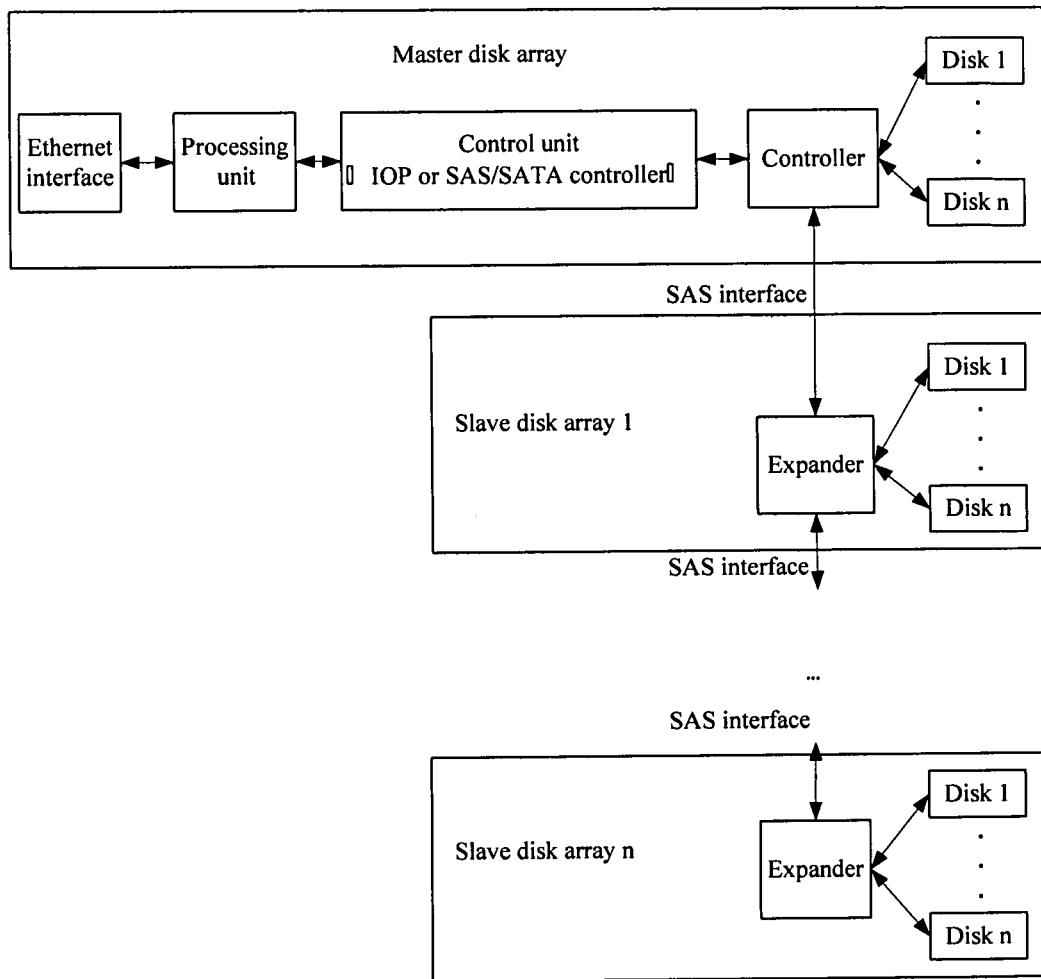 Master disk array
Disk 1
Ethernet
interface
Processing
unit
Control unit
IOP or SAS/SATA controller
Controller
Disk n
SAS interface
Disk 1
Slave disk array 1
Expander
Disk n
SAS interface
...
SAS interface
Disk 1
Slave disk array n
Expander
Disk n